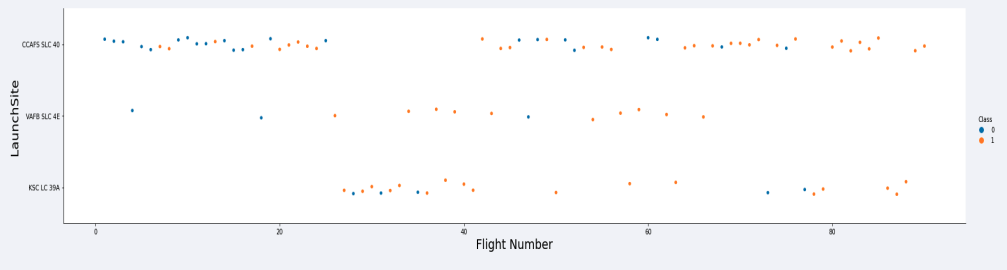 CCAFS SLC 40
VAFB SLC 4E
KSC LC 39A
LaunchSite
0 20 40 60 80
Flight Number
Class
0
1